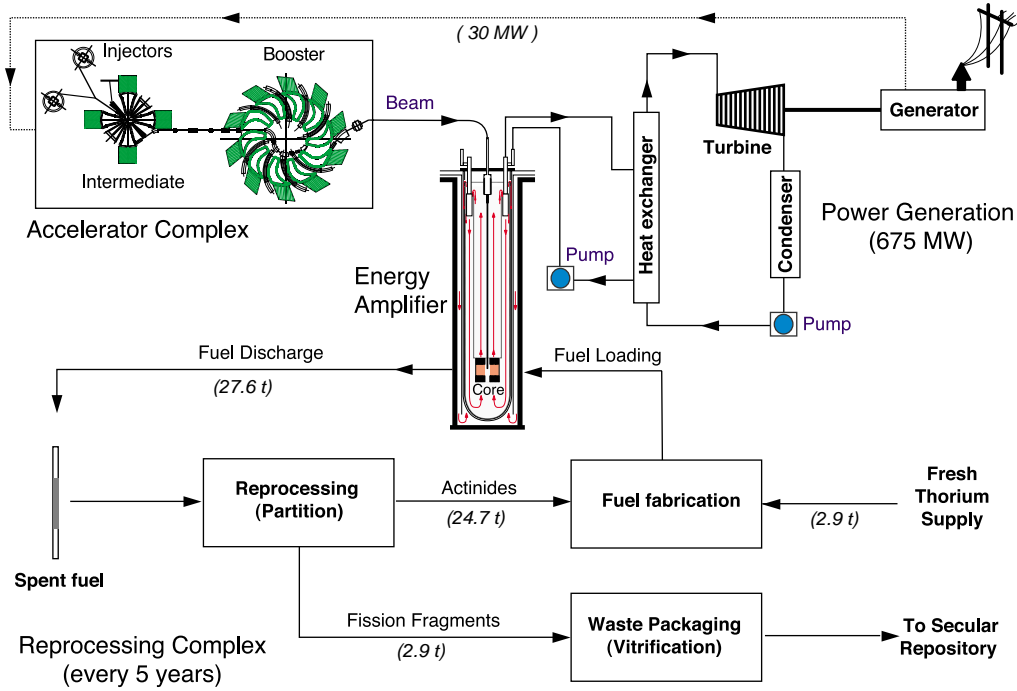 ( 30 MW )
Injectors
Booster
Beam
Intermediate
Accelerator Complex
Generator
Turbine
Heat exchanger
Condenser
Power Generation
(675 MW)
Pump
Pump
Energy
Amplifier
Core
Fuel Discharge
(27.6 t)
Fuel Loading
Spent fuel
Reprocessing
(Partition)
Actinides
(24.7 t)
Fuel fabrication
(2.9 t)
Fresh
Thorium
Supply
Fission Fragments
(2.9 t)
Waste Packaging
(Vitrification)
To Secular
Repository
Reprocessing Complex
(every 5 years)